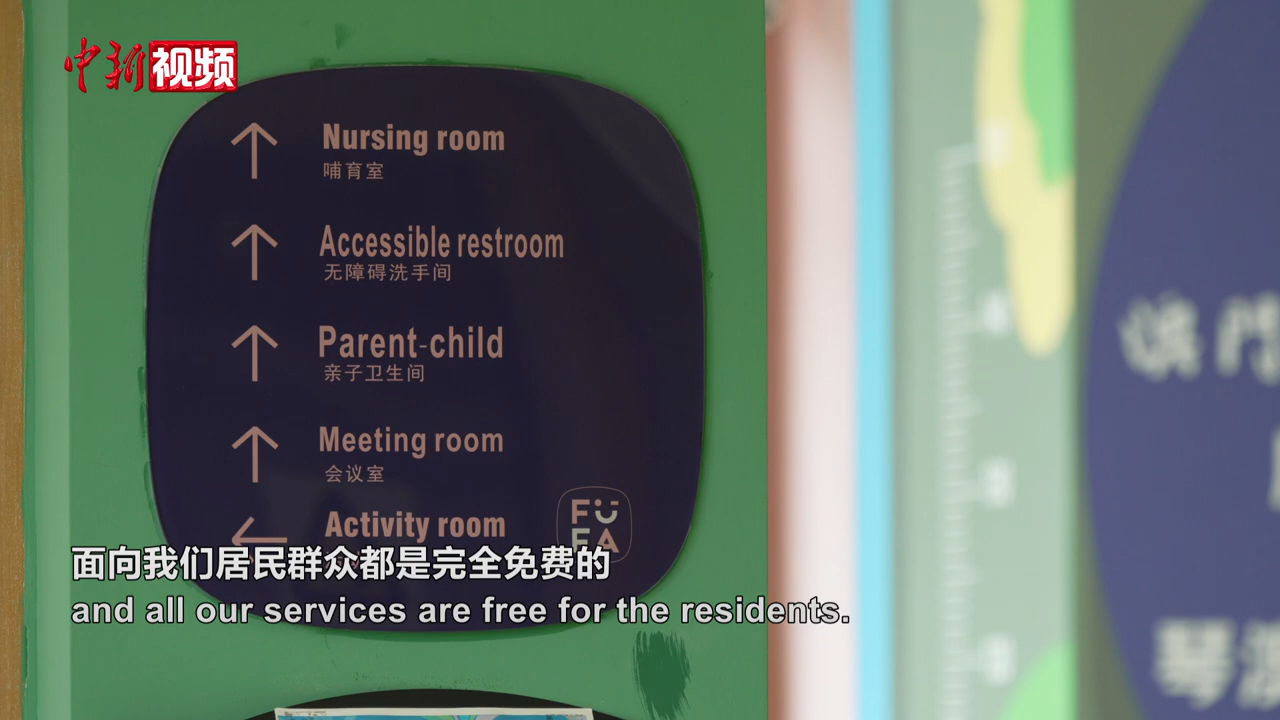 中新视频
Nursing room
哺育室
Accessible restroom
无障碍洗手间
Parent-child
亲子卫生间
Meeting room
会议室
Activity room
FU
FA
面向我们居民群众都是完全免费的
and all our services are free for the residents.